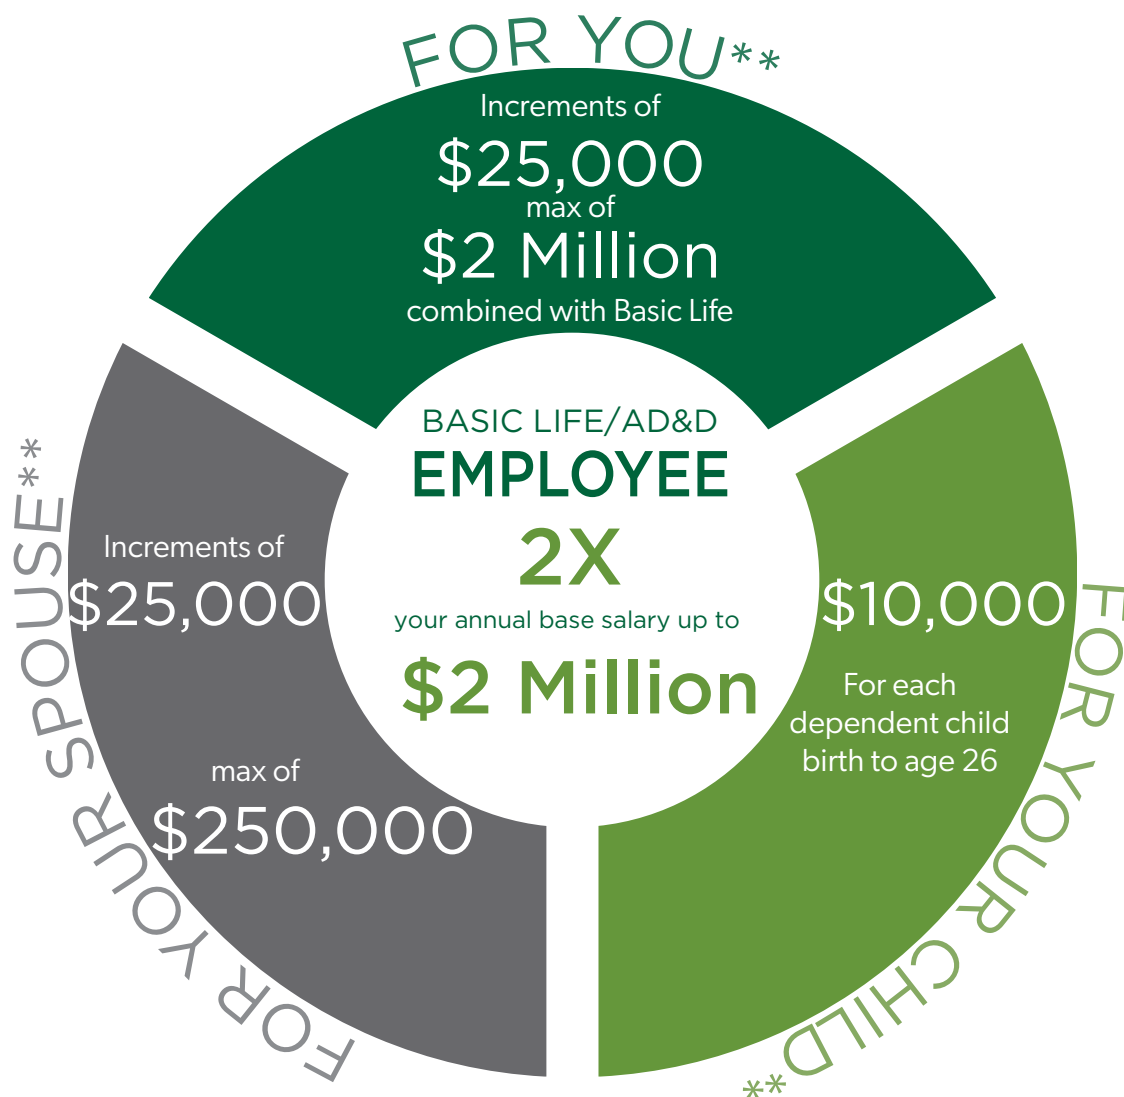 FOR YOU**
Increments of
$25,000
max of
$2 Million
combined with Basic Life
BASIC LIFE/AD&D
EMPLOYEE
2X
your annual base salary up to
$2 Million
FOR YOUR SPOUSE**
Increments of
$25,000
max of
$250,000
FOR YOUR CHILD**
$10,000
For each
dependent child
birth to age 26